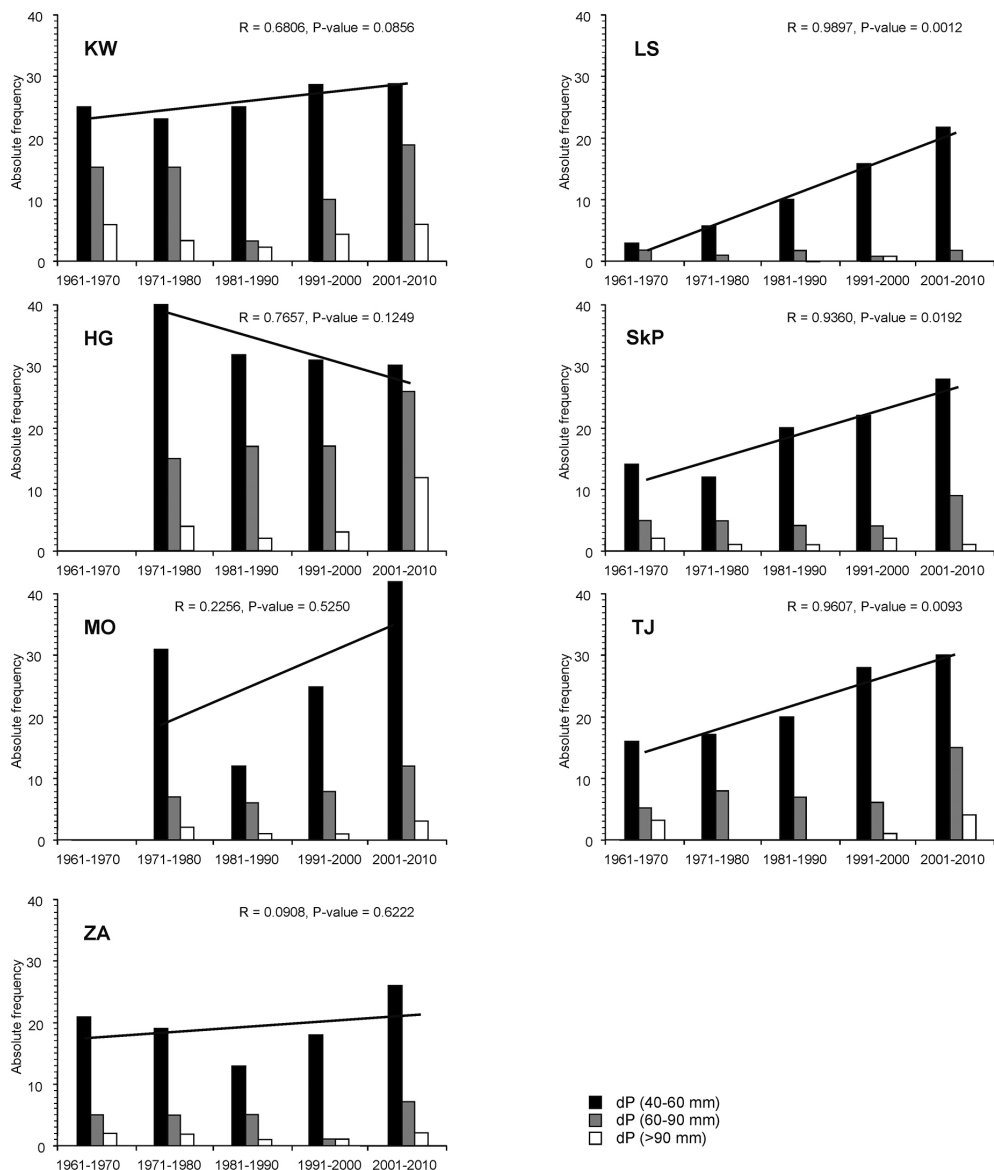 KW
R = 0.6806, P-value = 0.0856
Absolute frequency
40
30
20
10
0
1961-1970 1971-1980 1981-1990 1991-2000 2001-2010
LS
R = 0.9897, P-value = 0.0012
Absolute frequency
40
30
20
10
0
1961-1970 1971-1980 1981-1990 1991-2000 2001-2010
HG
R = 0.7657, P-value = 0.1249
Absolute frequency
40
30
20
10
0
1961-1970 1971-1980 1981-1990 1991-2000 2001-2010
SkP
R = 0.9360, P-value = 0.0192
Absolute frequency
40
30
20
10
0
1961-1970 1971-1980 1981-1990 1991-2000 2001-2010
MO
R = 0.2256, P-value = 0.5250
Absolute frequency
40
30
20
10
0
1961-1970 1971-1980 1981-1990 1991-2000 2001-2010
TJ
R = 0.9607, P-value = 0.0093
Absolute frequency
40
30
20
10
0
1961-1970 1971-1980 1981-1990 1991-2000 2001-2010
ZA
R = 0.0908, P-value = 0.6222
Absolute frequency
40
30
20
10
0
1961-1970 1971-1980 1981-1990 1991-2000 2001-2010
dP (40-60 mm)
dP (60-90 mm)
dP (>90 mm)